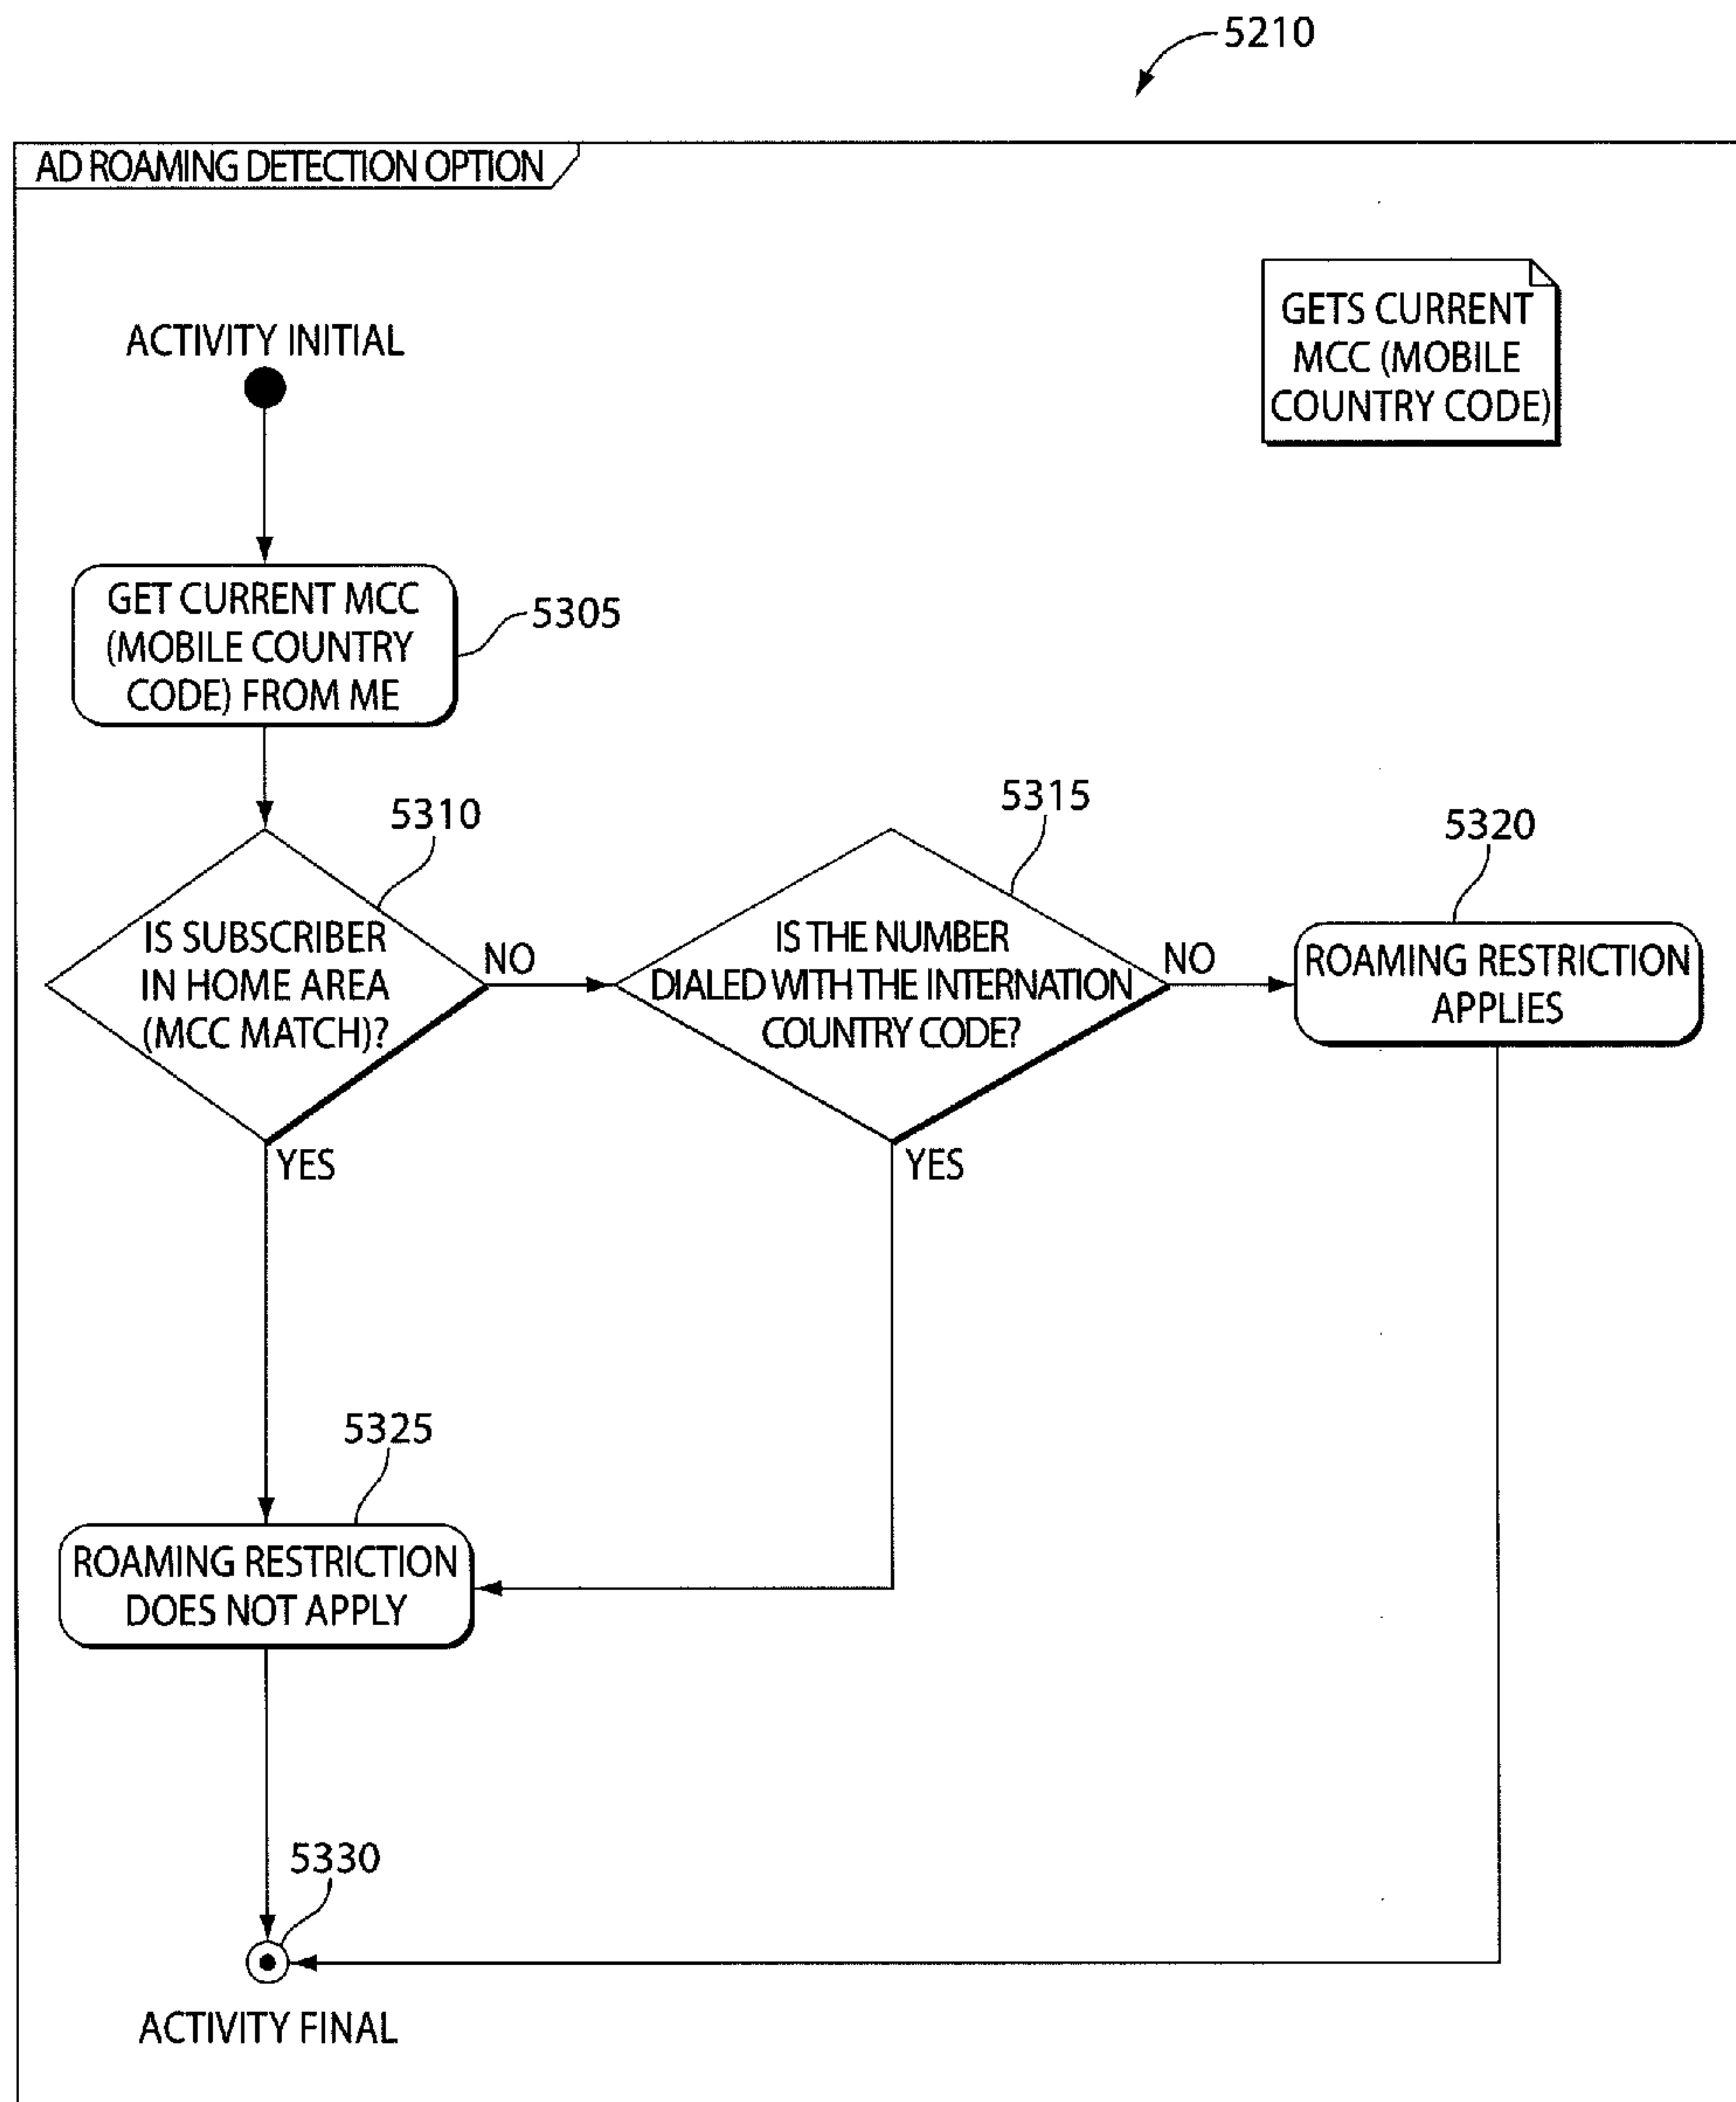 5210
AD ROAMING DETECTION OPTION
GETS CURRENT
MCC (MOBILE
COUNTRY CODE)
ACTIVITY INITIAL
GET CURRENT MCC
(MOBILE COUNTRY
CODE) FROM ME
5305
5310
IS SUBSCRIBER
IN HOME AREA
(MCC MATCH)?
NO
YES
5315
IS THE NUMBER
DIALED WITH THE INTERNATION
COUNTRY CODE?
NO
YES
5320
ROAMING RESTRICTION
APPLIES
5325
ROAMING RESTRICTION
DOES NOT APPLY
5330
ACTIVITY FINAL